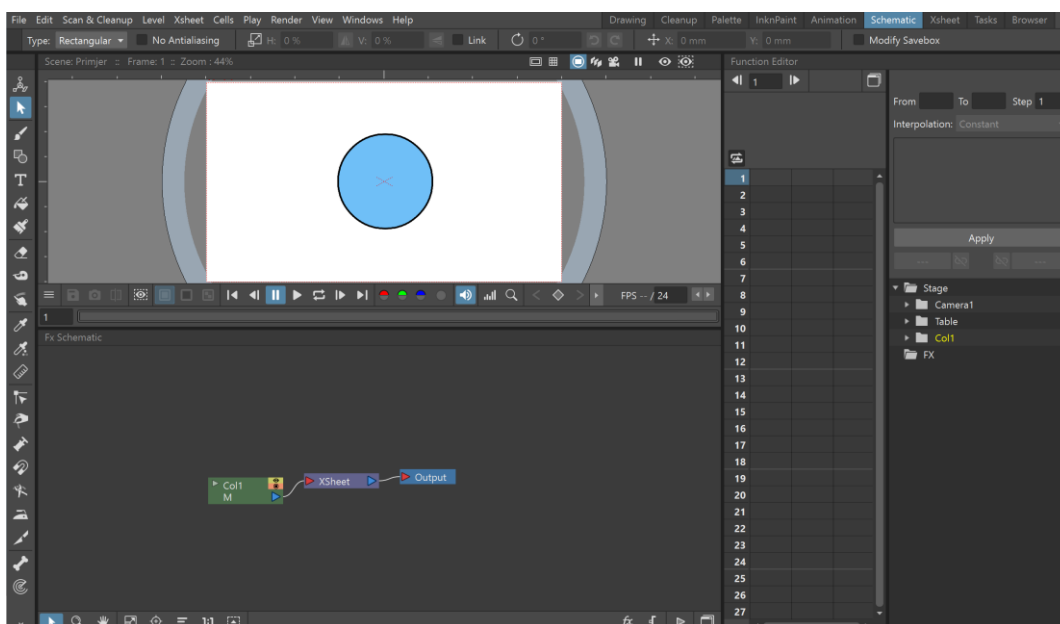 File Edit Scan & Cleanup Level Xsheet Cells Play Render View Windows Help Drawing Cleanup Palette InknPaint Animation Schematic Xsheet Tasks Browser
Type: Rectangular No Antialiasing H: 0 % V: 0 % Link 0 ° X: 0 mm Y: 0 mm Modify Savebox
Scene: Primjer :: Frame: 1 :: Zoom : 44% Function Editor
1
From To Step 1
Interpolation: Constant
Apply
... ...
FPS -- / 24
1
Fx Schematic
Col1
M
XSheet
Output
1
2
3
4
5
6
7
8
9
10
11
12
13
14
15
16
17
18
19
20
21
22
23
24
25
26
27
Stage
Camera1
Table
Col1
FX
1:1
fx